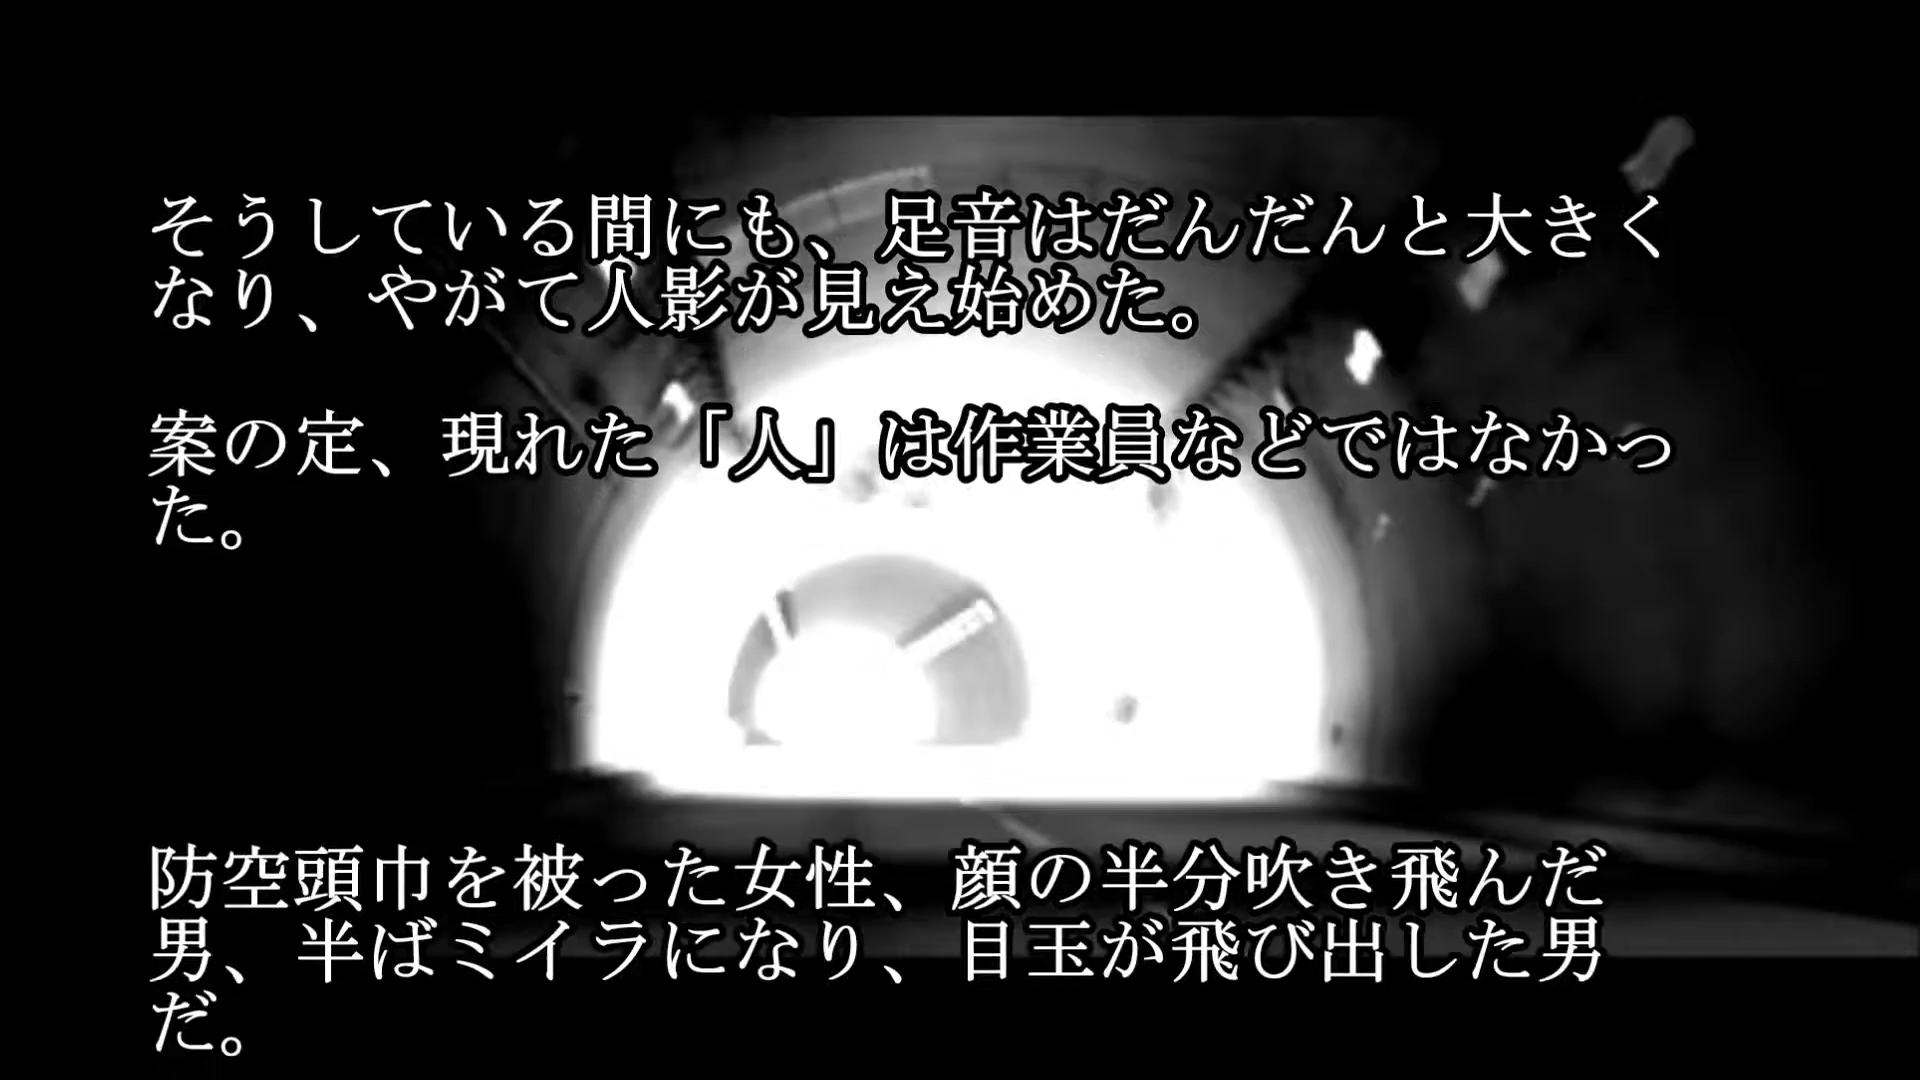 そうしている間にも、足音はだんだんと大きく
なり、やがて人影が見え始めた。
案の定、現れた「人」は作業員などではなかっ
た。
防空頭巾を被った女性、顔の半分吹き飛んだ
男、半ばミイラになり、目玉が飛び出した男
だ。